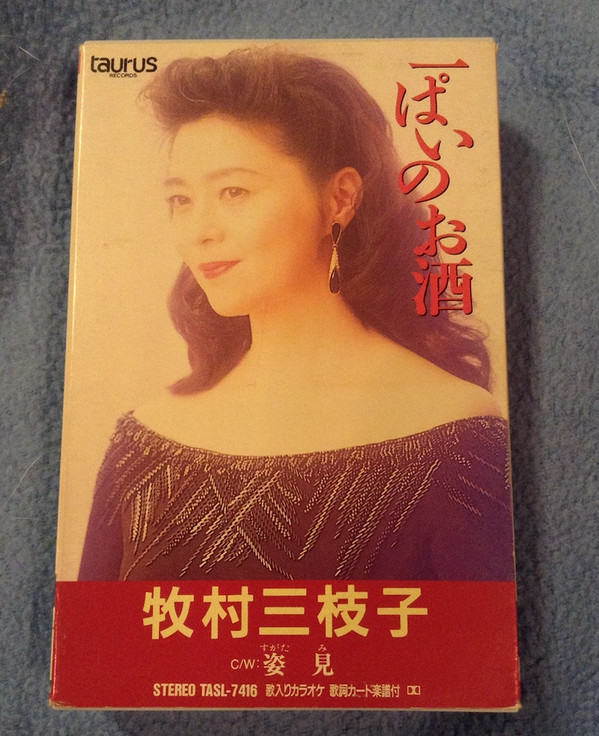 taurus
RECORDS
一ぱいのお酒
牧村三枝子
すがたみ
C/W:姿見
STEREO TASL-7416 歌入りカラオケ 歌詞カード楽譜付